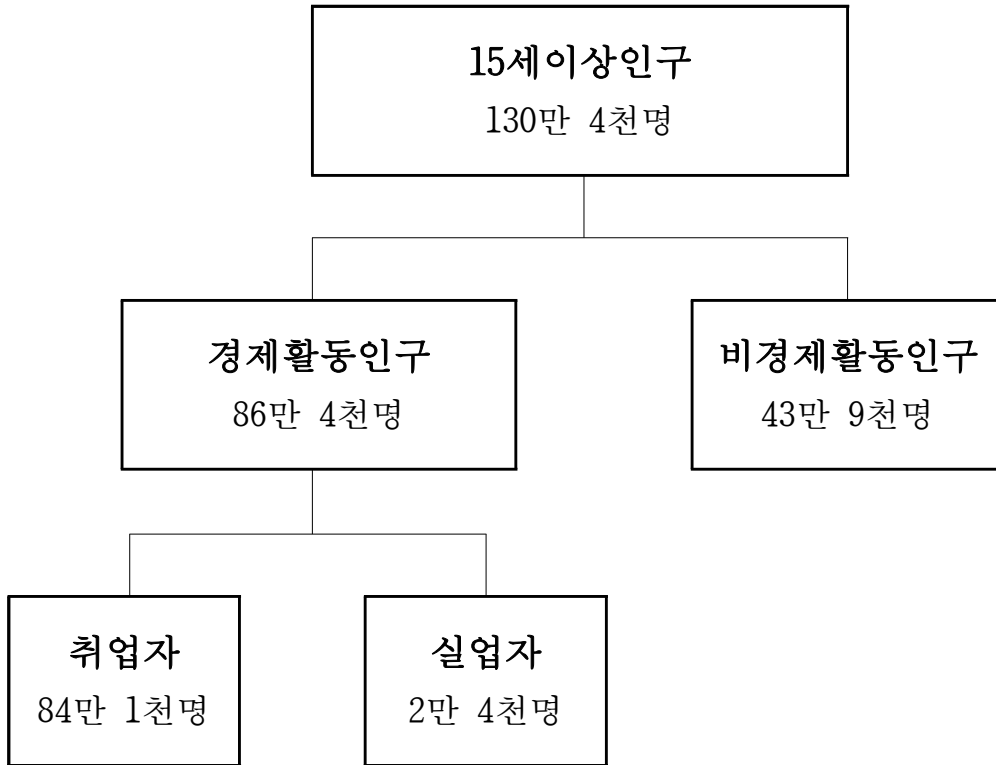 15세이상인구
130만 4천명
경제활동인구
86만 4천명
비경제활동인구
43만 9천명
취업자
84만 1천명
실업자
2만 4천명